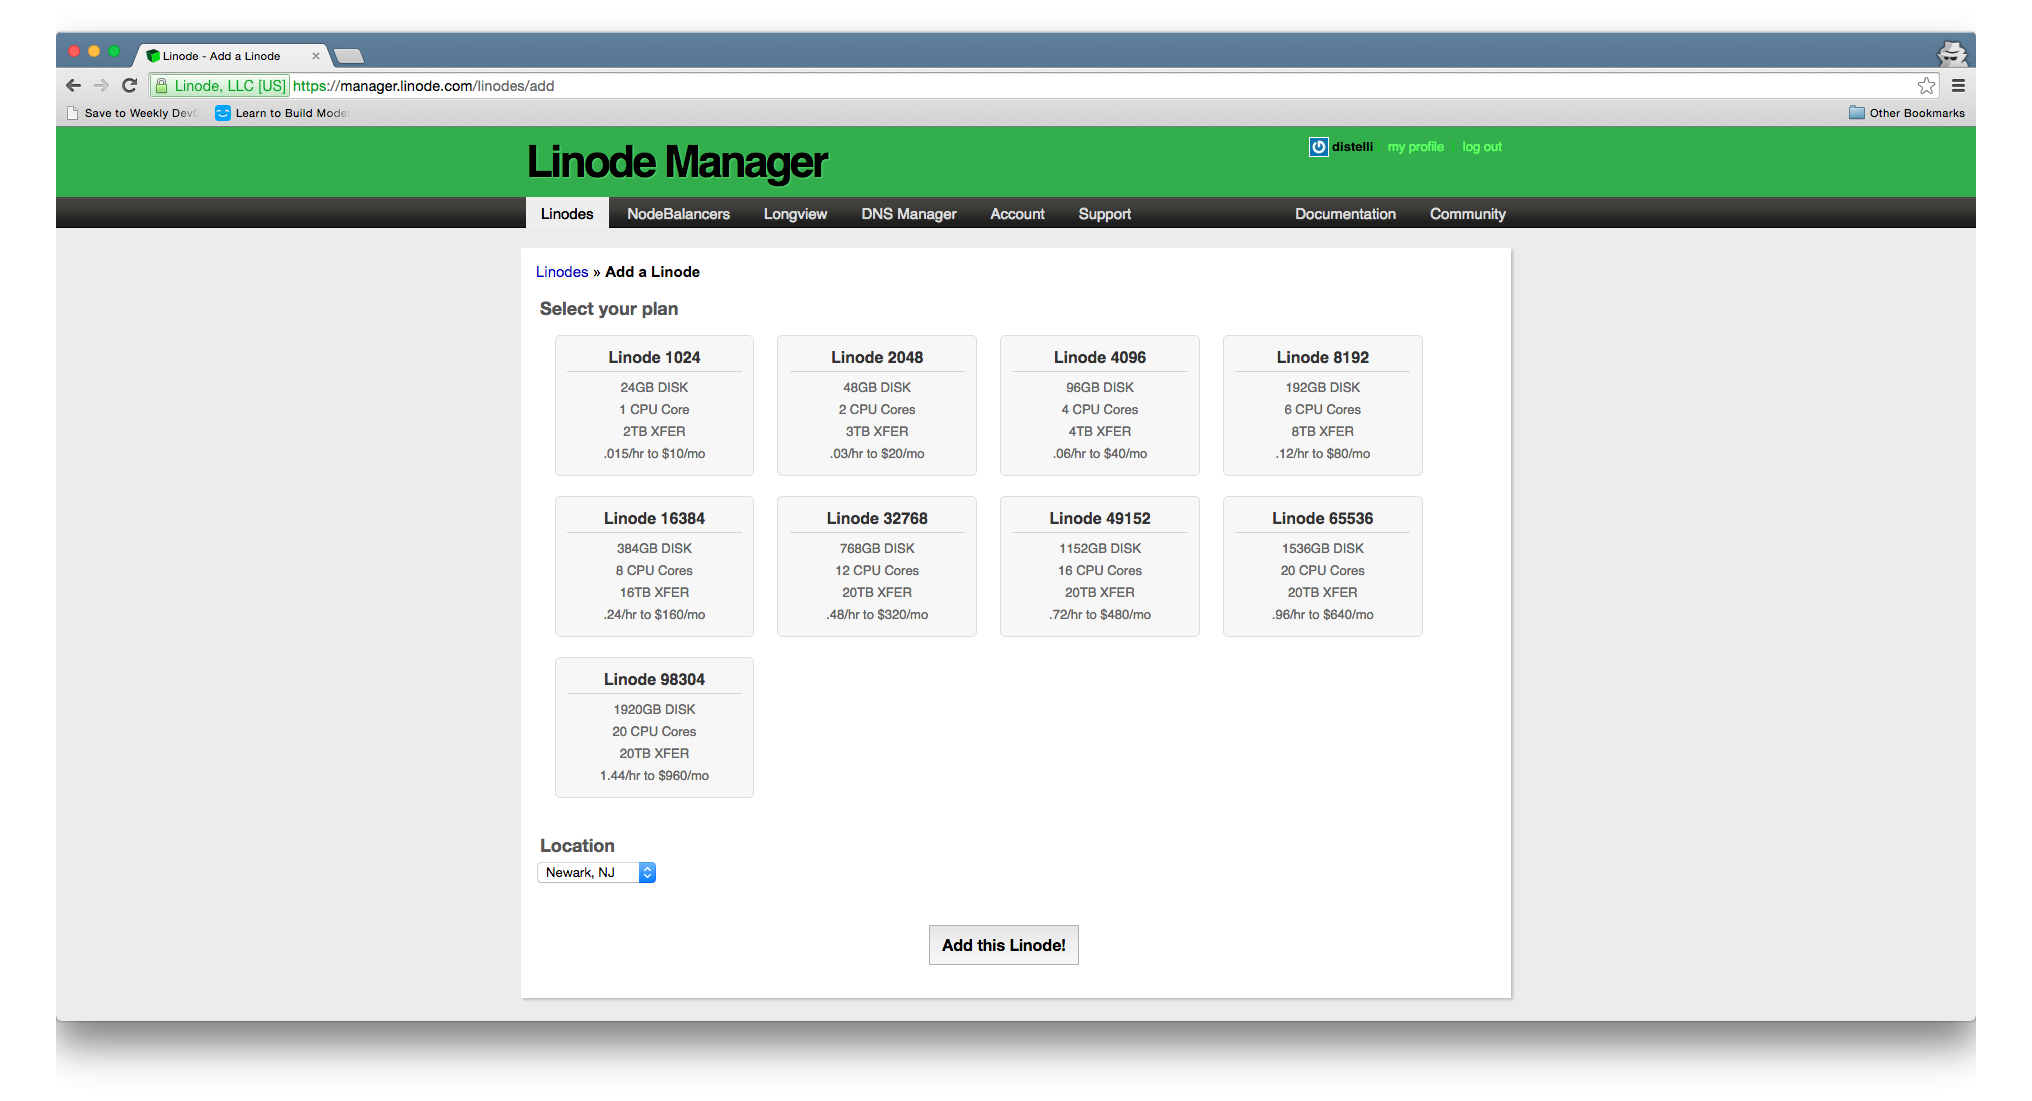 Linode - Add a Linode
Linode, LLC [US] https://manager.linode.com/linodes/add
Save to Weekly Dev Learn to Build Mode Other Bookmarks
Linode Manager
distelli my profile log out
Linodes NodeBalancers Longview DNS Manager Account Support Documentation Community
Linodes » Add a Linode
Select your plan
Linode 1024
24GB DISK
1 CPU Core
2TB XFER
.015/hr to $10/mo
Linode 2048
48GB DISK
2 CPU Cores
3TB XFER
.03/hr to $20/mo
Linode 4096
96GB DISK
4 CPU Cores
4TB XFER
.06/hr to $40/mo
Linode 8192
192GB DISK
6 CPU Cores
8TB XFER
.12/hr to $80/mo
Linode 16384
384GB DISK
8 CPU Cores
16TB XFER
.24/hr to $160/mo
Linode 32768
768GB DISK
12 CPU Cores
20TB XFER
.48/hr to $320/mo
Linode 49152
1152GB DISK
16 CPU Cores
20TB XFER
.72/hr to $480/mo
Linode 65536
1536GB DISK
20 CPU Cores
20TB XFER
.96/hr to $640/mo
Linode 98304
1920GB DISK
20 CPU Cores
20TB XFER
1.44/hr to $960/mo
Location
Newark, NJ
Add this Linode!